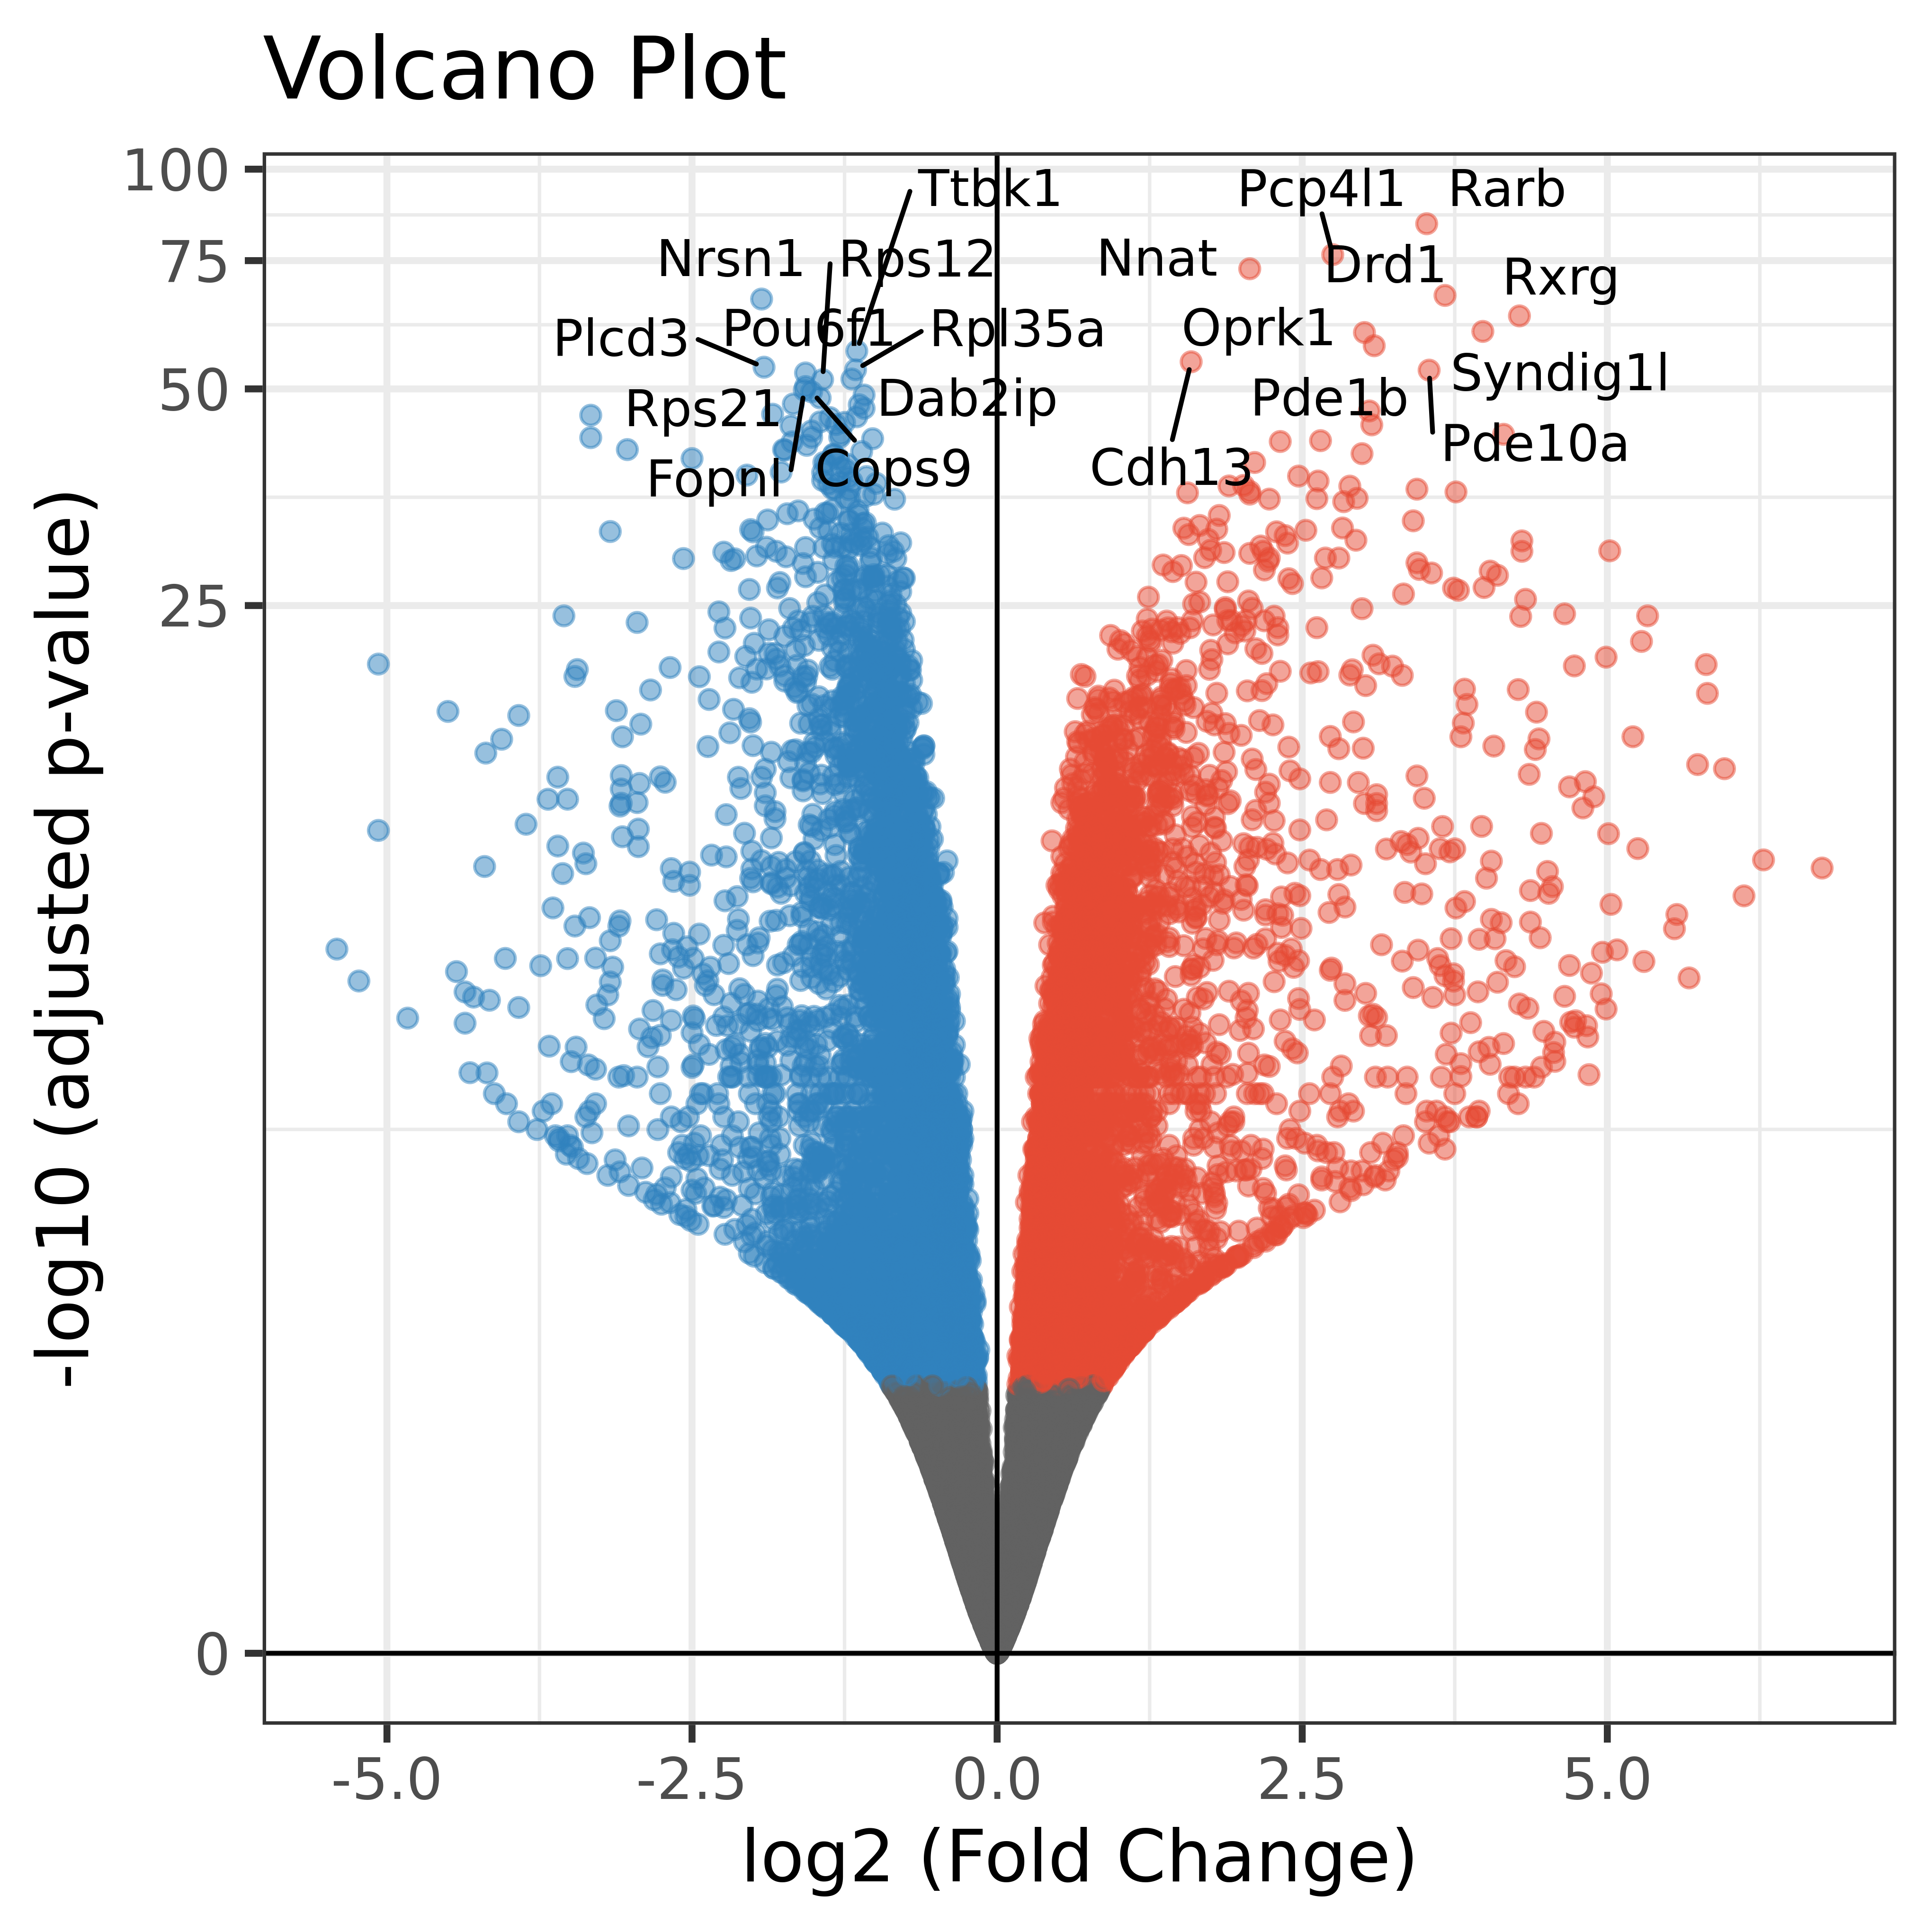 Volcano Plot
-log10 (adjusted p-value)
100
75
50
25
0
Ttbk1
Pcp4l1
Rarb
Nrsn1
Rps12
Nnat
Drd1
Rxrg
Plcd3
Pou6f1
Rpl35a
Oprk1
Syndig1l
Rps21
Dab2ip
Pde1b
Pde10a
Fopnl
Cops9
Cdh13
-5.0
-2.5
0.0
2.5
5.0
log2 (Fold Change)